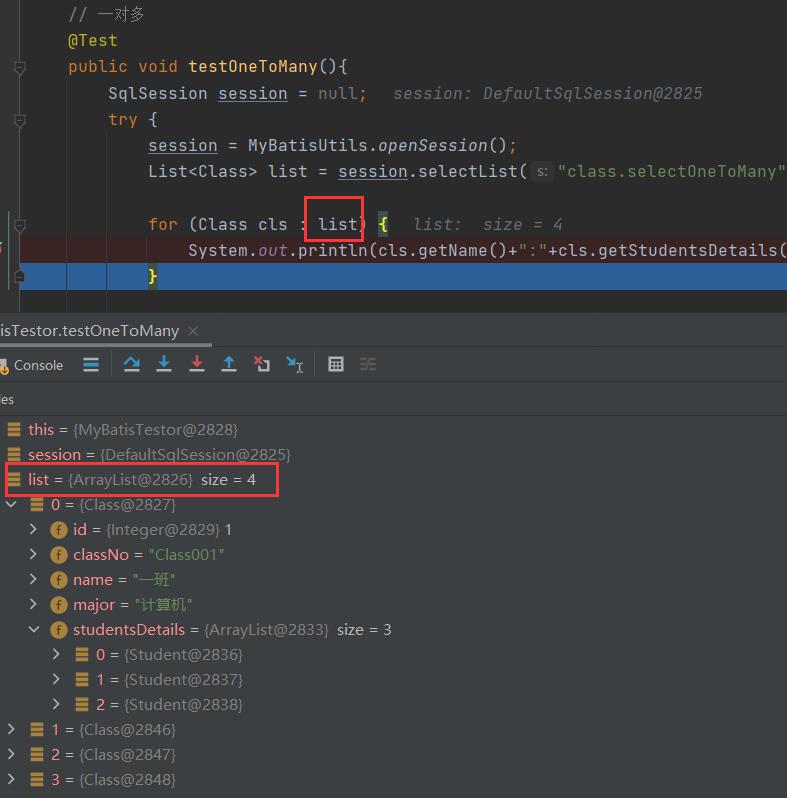 // 一对多
@Test
public void testOneToMany(){
SqlSession session = null; session: DefaultSqlSession@2825
try {
session = MyBatisUtils.openSession();
List<Class> list = session.selectList( s: "class.selectOneToMany"
for (Class cls : list) { list: size = 4
System.out.println(cls.getName()+":"+cls.getStudentsDetails(
}
isTestor.testOneToMany ×
Console
les
this = {MyBatisTestor@2828}
session = {DefaultSqlSession@2825}
list = {ArrayList@2826} size = 4
0 = {Class@2827}
f id = {Integer@2829} 1
f classNo = "Class001"
f name = "一班"
f major = "计算机"
f studentsDetails = {ArrayList@2833} size = 3
0 = {Student@2836}
1 = {Student@2837}
2 = {Student@2838}
1 = {Class@2846}
2 = {Class@2847}
3 = {Class@2848}